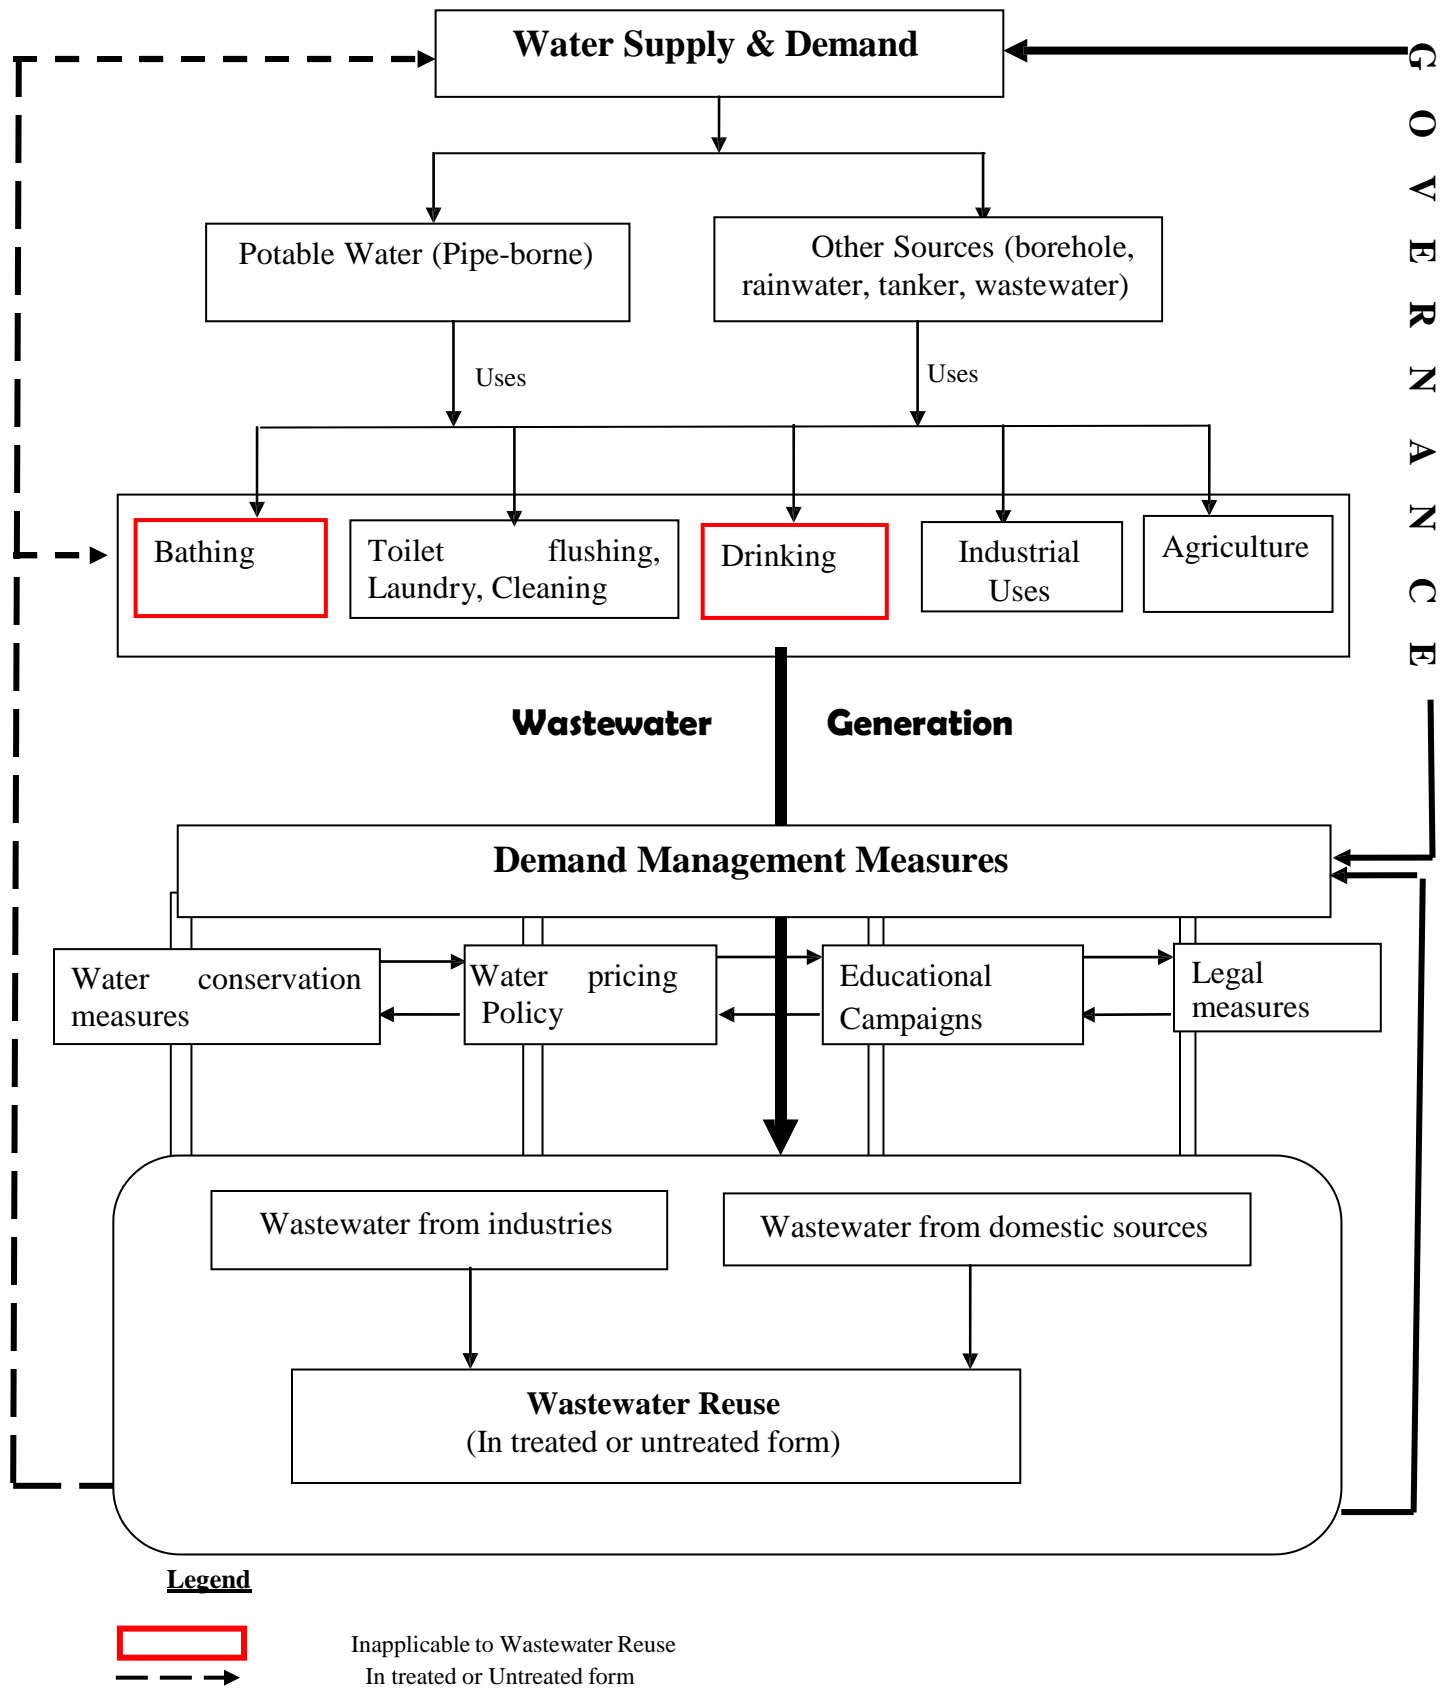 Water Supply & Demand
G O V E R N A N C E
Potable Water (Pipe-borne)
Other Sources (borehole,
rainwater, tanker, wastewater)
Uses
Uses
Bathing
Toilet flushing,
Laundry, Cleaning
Drinking
Industrial
Uses
Agriculture
Wastewater Generation
Demand Management Measures
Water conservation
measures
Water pricing
Policy
Educational
Campaigns
Legal
measures
Wastewater from industries
Wastewater from domestic sources
Wastewater Reuse
(In treated or untreated form)
Legend
Inapplicable to Wastewater Reuse
In treated or Untreated form